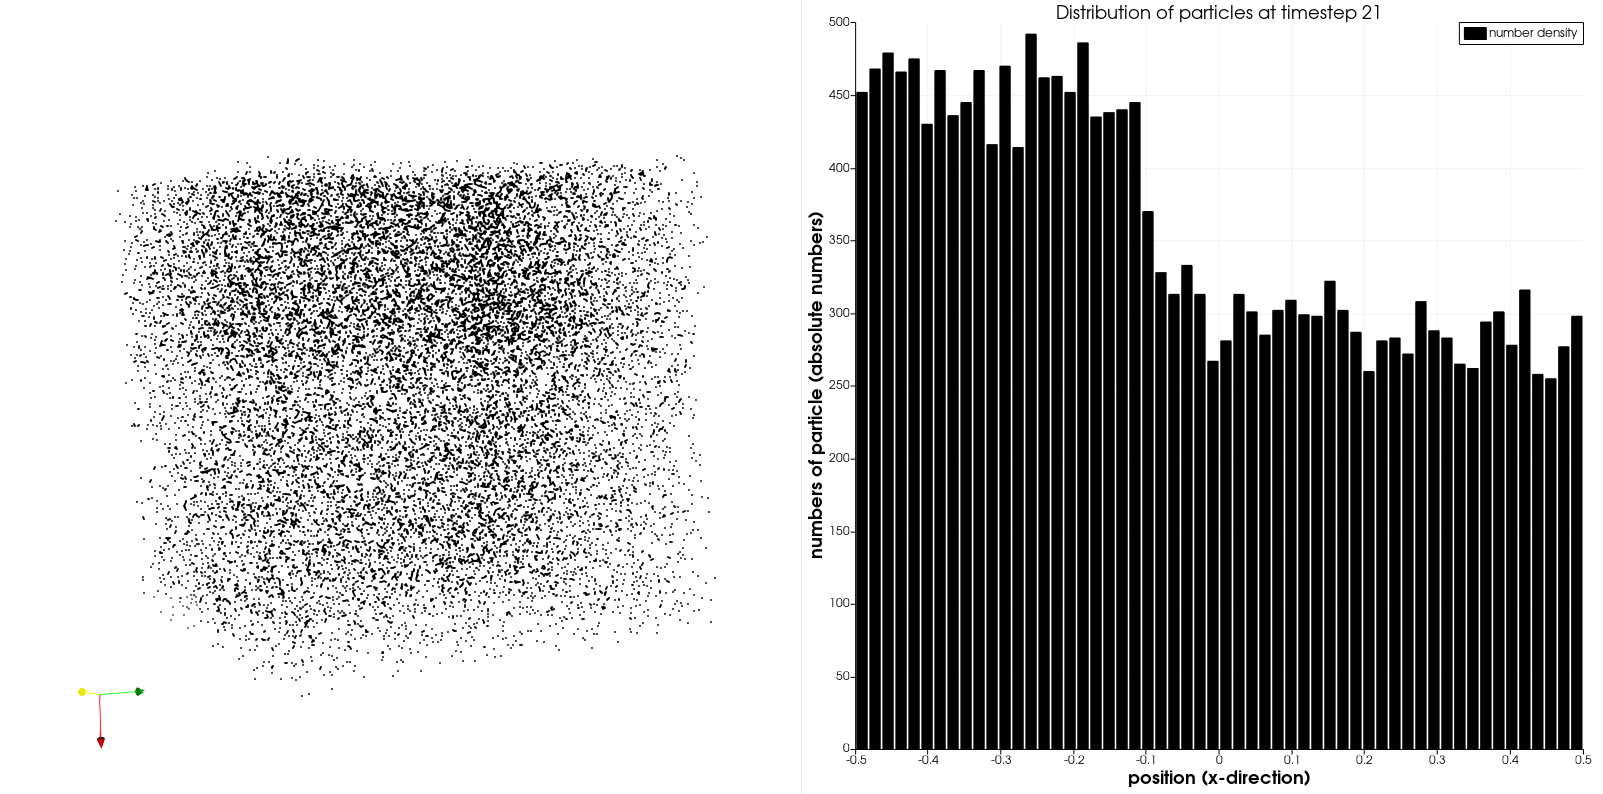 Distribution of particles at timestep 21
number density
numbers of particle (absolute numbers)
500
450
400
350
300
250
200
150
100
50
0
-0.5 -0.4 -0.3 -0.2 -0.1 0 0.1 0.2 0.3 0.4 0.5
position (x-direction)